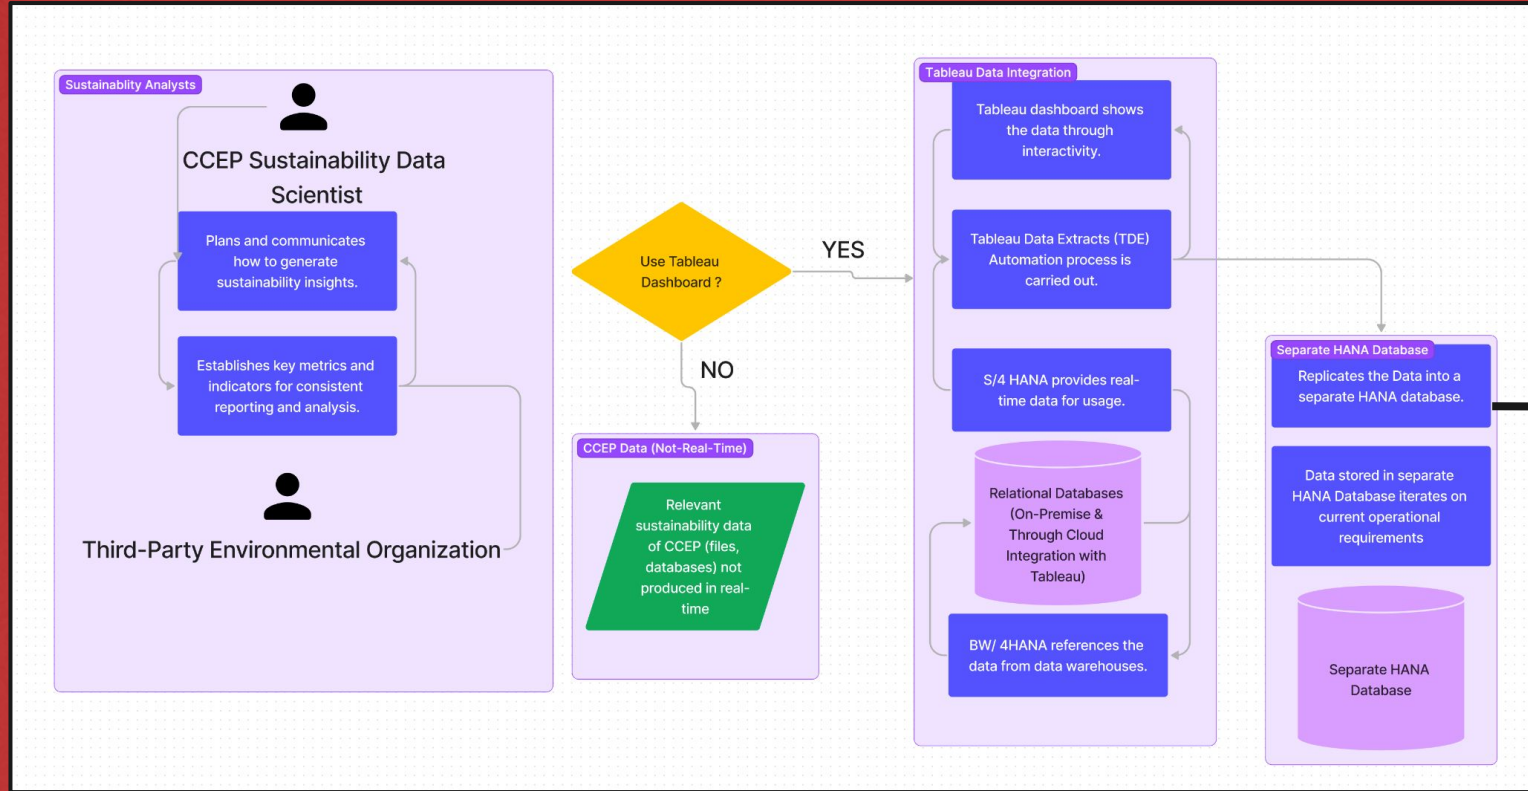 Sustainablity Analysts
CCEP Sustainability Data
Scientist
Plans and communicates
how to generate
sustainability insights.
Establishes key metrics and
indicators for consistent
reporting and analysis.
Third-Party Environmental Organization
Use Tableau
Dashboard ?
YES
NO
CCEP Data (Not-Real-Time)
Relevant
sustainability data
of CCEP (files,
databases) not
produced in real-
time
Tableau Data Integration
Tableau dashboard shows
the data through
interactivity.
Tableau Data Extracts (TDE)
Automation process is
carried out.
S/4 HANA provides real-
time data for usage.
Relational Databases
(On-Premise &
Through Cloud
Integration with
Tableau)
BW/ 4HANA references the
data from data warehouses.
Separate HANA Database
Replicates the Data into a
separate HANA database.
Data stored in separate
HANA Database iterates on
current operational
requirements
Separate HANA
Database